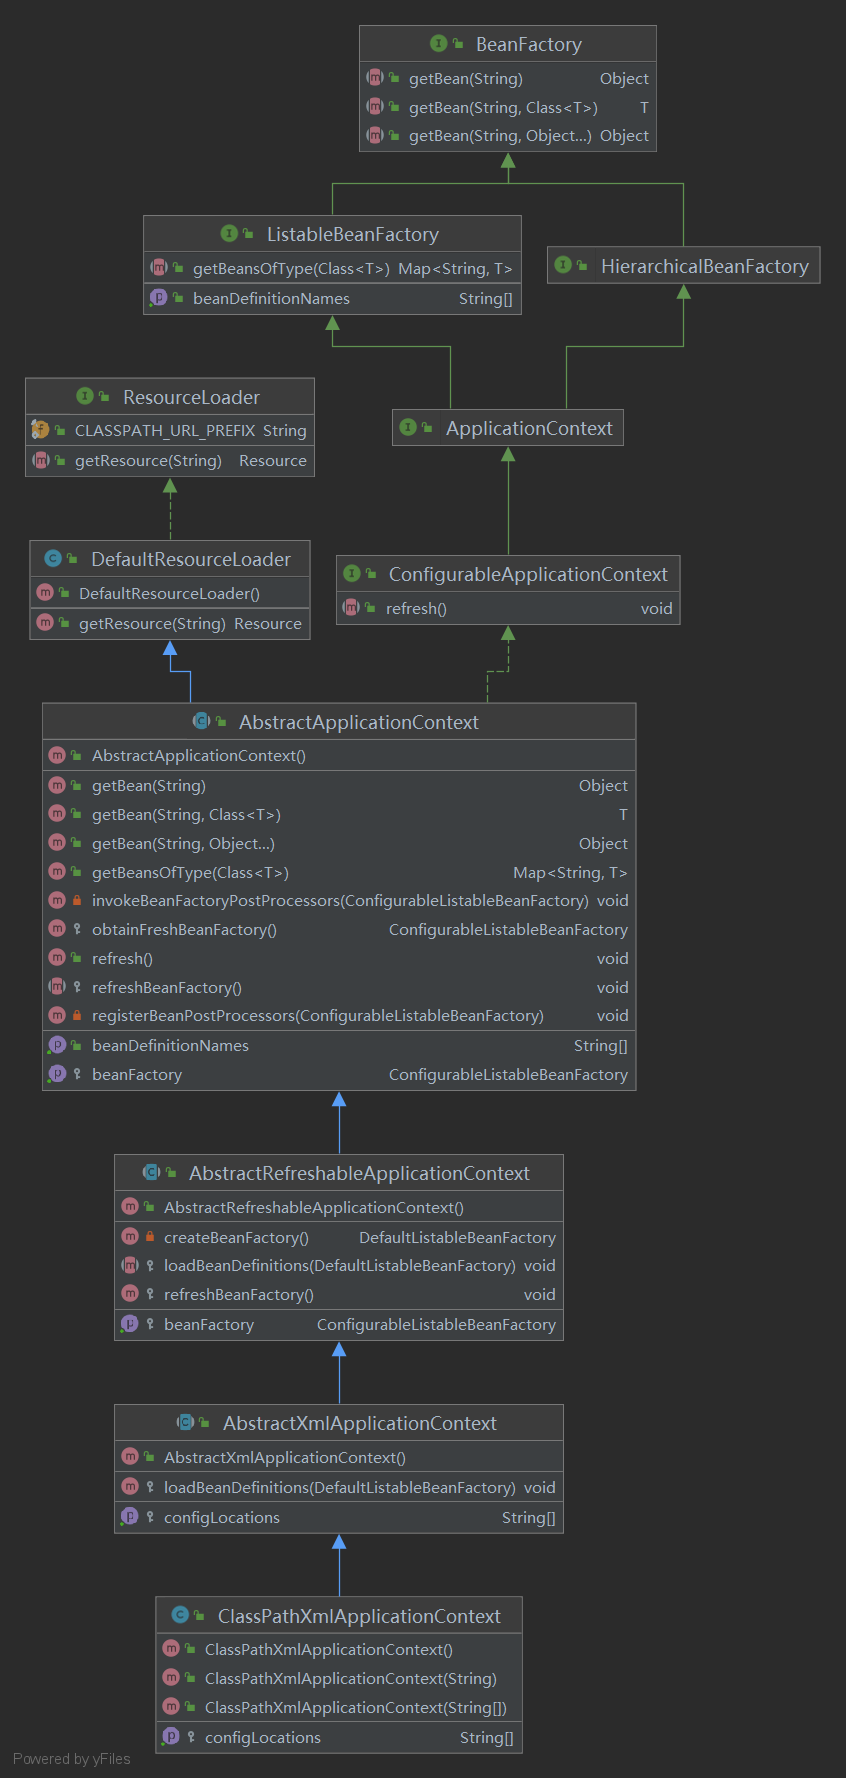 BeanFactory
getBean(String) Object
getBean(String, Class<T>) T
getBean(String, Object...) Object
ListableBeanFactory
getBeansOfType(Class<T>) Map<String, T>
beanDefinitionNames String[]
HierarchicalBeanFactory
ResourceLoader
CLASSPATH_URL_PREFIX String
getResource(String) Resource
ApplicationContext
DefaultResourceLoader
DefaultResourceLoader()
getResource(String) Resource
ConfigurableApplicationContext
refresh() void
AbstractApplicationContext
AbstractApplicationContext()
getBean(String) Object
getBean(String, Class<T>) T
getBean(String, Object...) Object
getBeansOfType(Class<T>) Map<String, T>
invokeBeanFactoryPostProcessors(ConfigurableListableBeanFactory) void
obtainFreshBeanFactory() ConfigurableListableBeanFactory
refresh() void
refreshBeanFactory() void
registerBeanPostProcessors(ConfigurableListableBeanFactory) void
beanDefinitionNames String[]
beanFactory ConfigurableListableBeanFactory
AbstractRefreshableApplicationContext
AbstractRefreshableApplicationContext()
createBeanFactory() DefaultListableBeanFactory
loadBeanDefinitions(DefaultListableBeanFactory) void
refreshBeanFactory() void
beanFactory ConfigurableListableBeanFactory
AbstractXmlApplicationContext
AbstractXmlApplicationContext()
loadBeanDefinitions(DefaultListableBeanFactory) void
configLocations String[]
ClassPathXmlApplicationContext
ClassPathXmlApplicationContext()
ClassPathXmlApplicationContext(String)
ClassPathXmlApplicationContext(String[])
configLocations String[]
Powered by yFiles